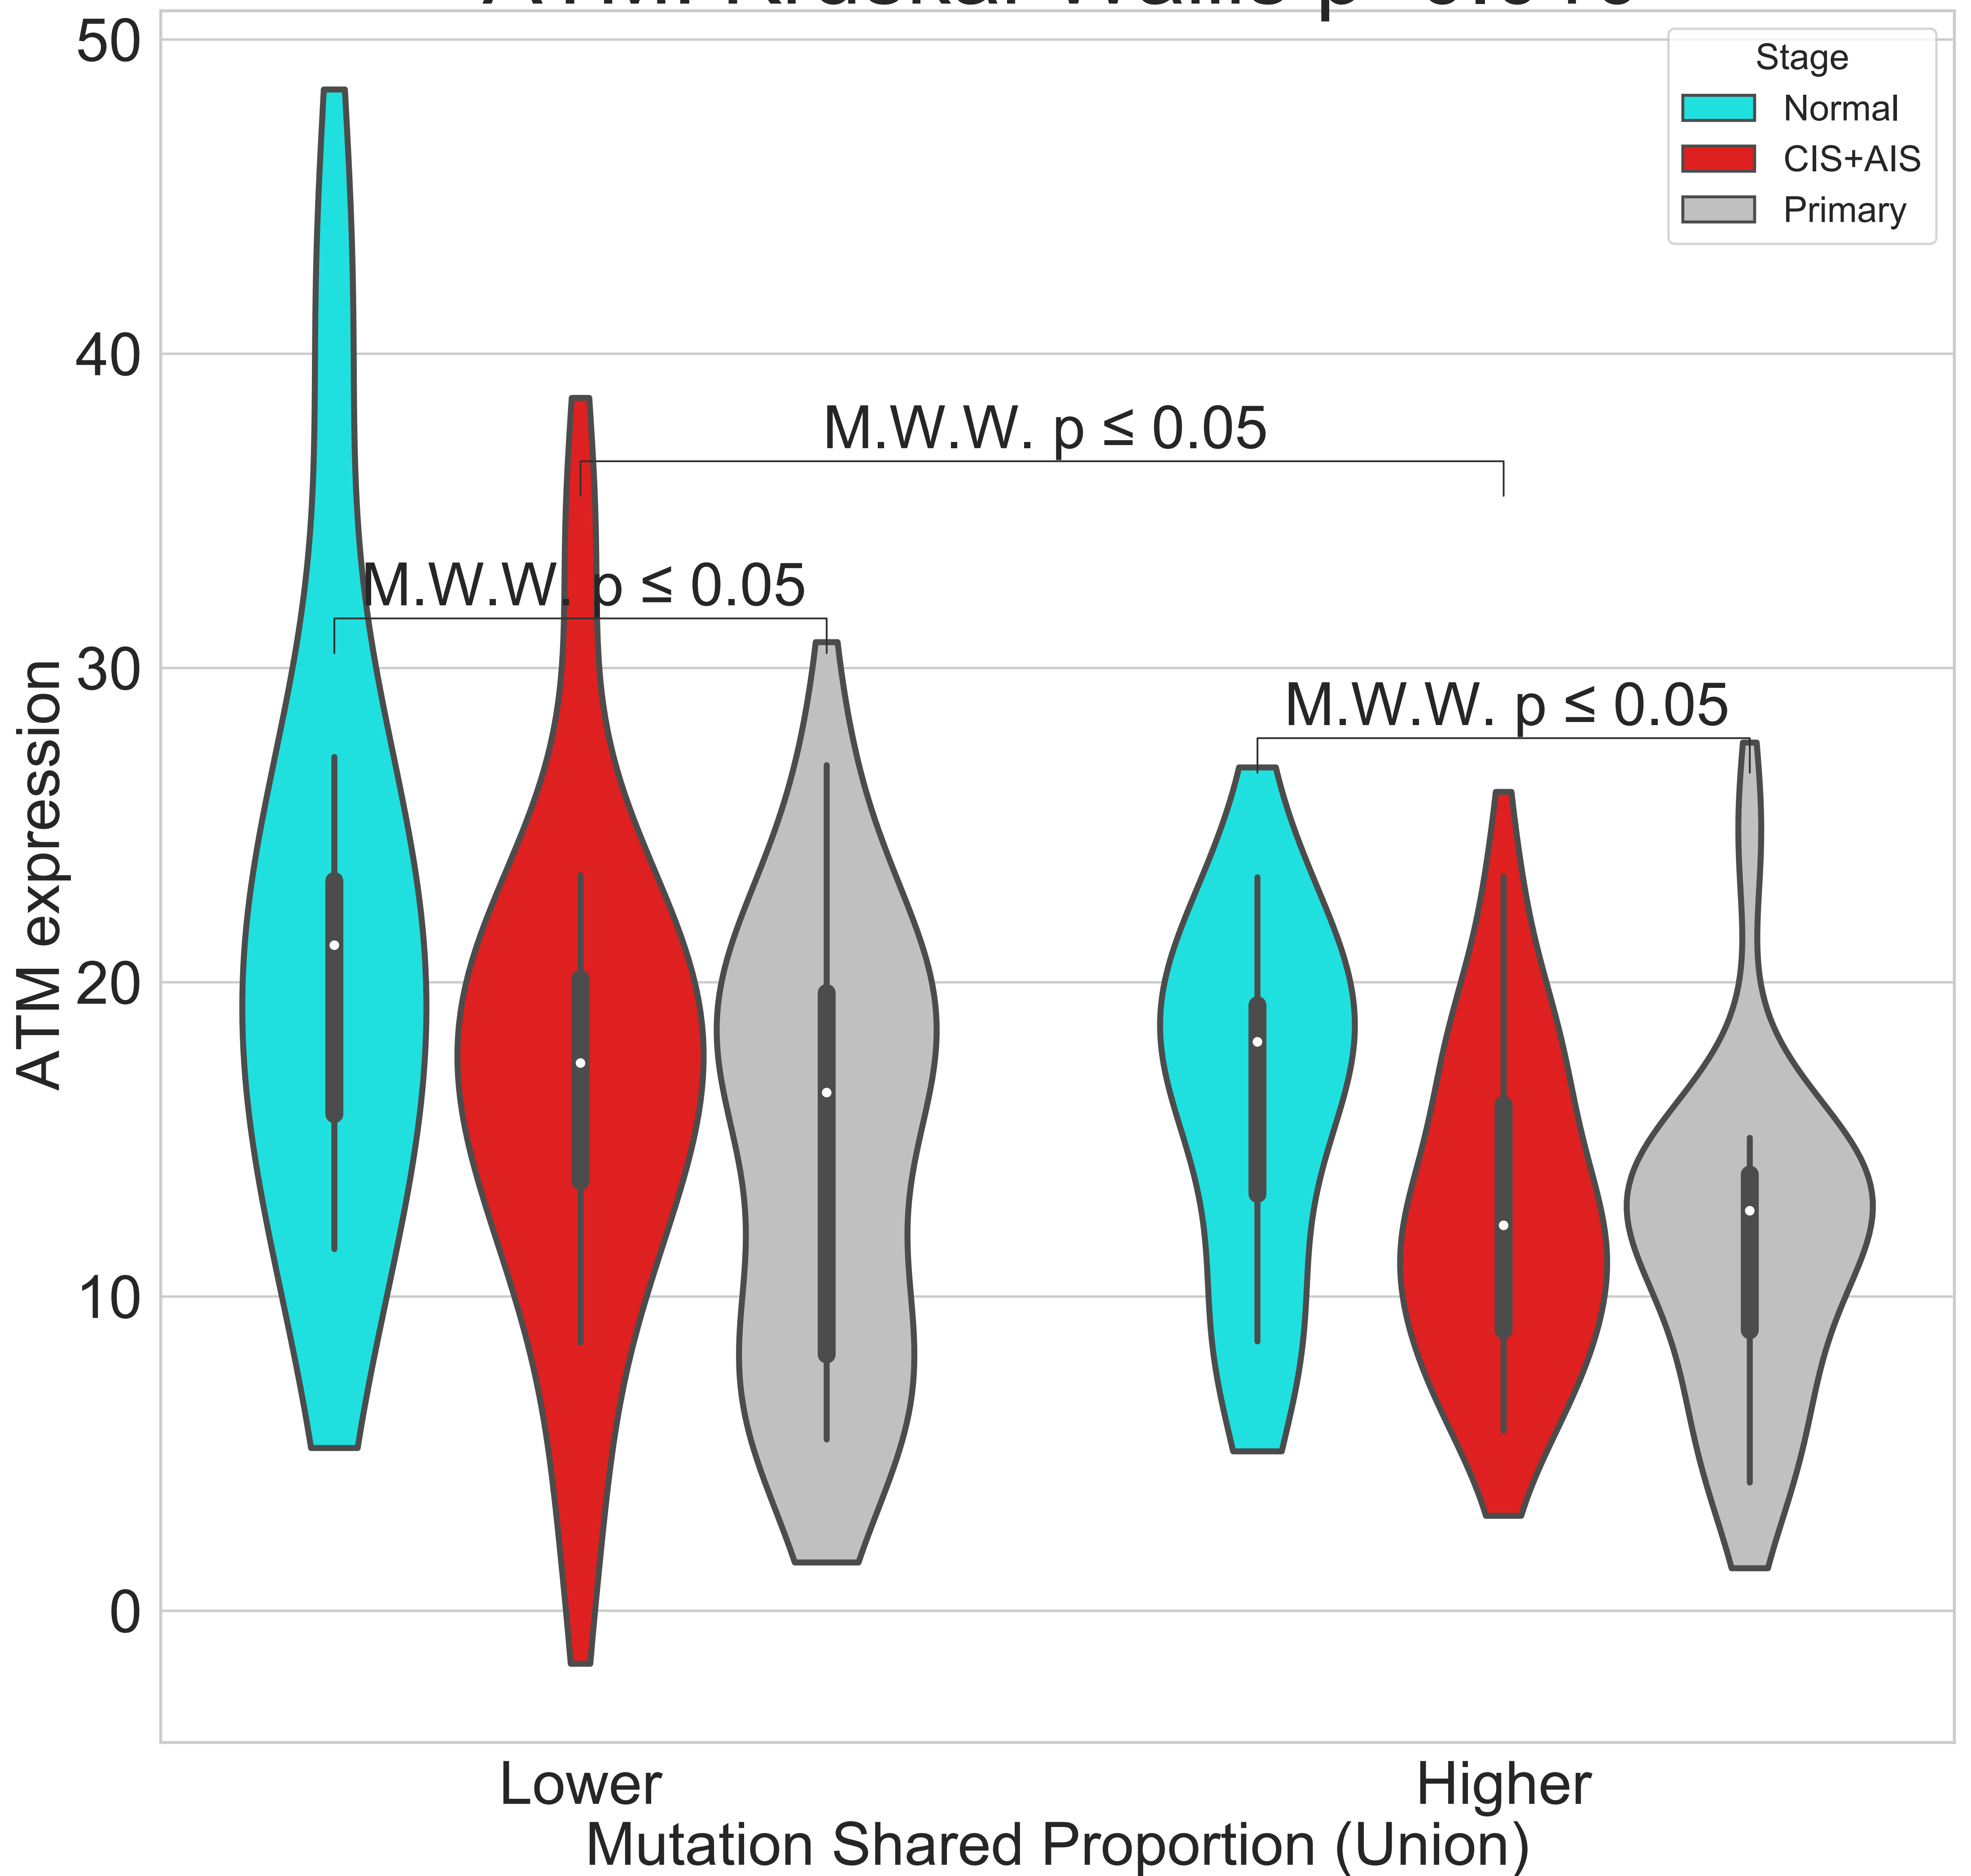 50
Stage
Normal
CIS+AIS
Primary
40
M.W.W. p ≤ 0.05
M.W.W. p ≤ 0.05
30
M.W.W. p ≤ 0.05
ATM expression
20
10
0
Lower
Higher
Mutation Shared Proportion (Union)